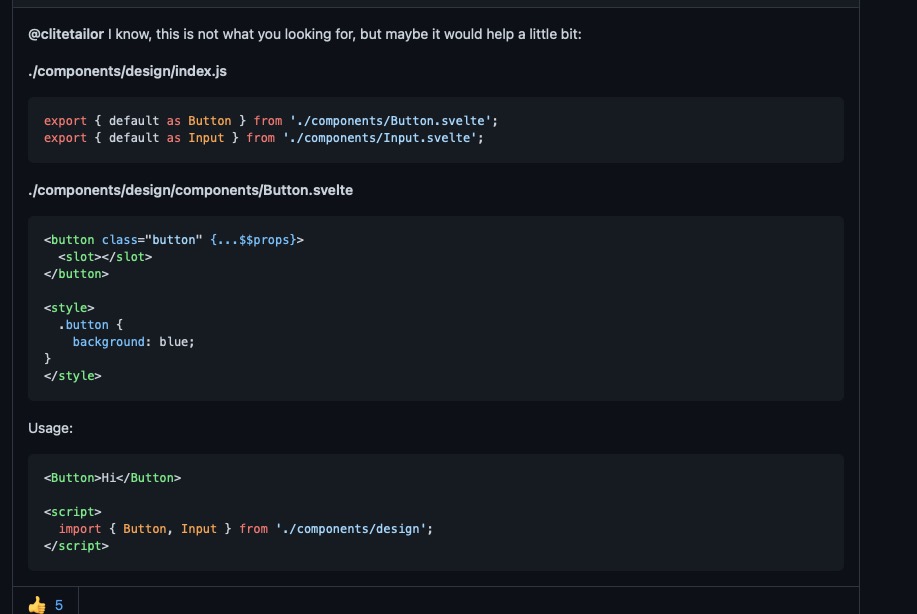 @clitetailor I know, this is not what you looking for, but maybe it would help a little bit:
./components/design/index.js
export { default as Button } from './components/Button.svelte';
export { default as Input } from './components/Input.svelte';
./components/design/components/Button.svelte
<button class="button" {...$$props}>
  <slot></slot>
</button>
<style>
  .button {
    background: blue;
}
</style>
Usage:
<Button>Hi</Button>
<script>
  import { Button, Input } from './components/design';
</script>
👍 5